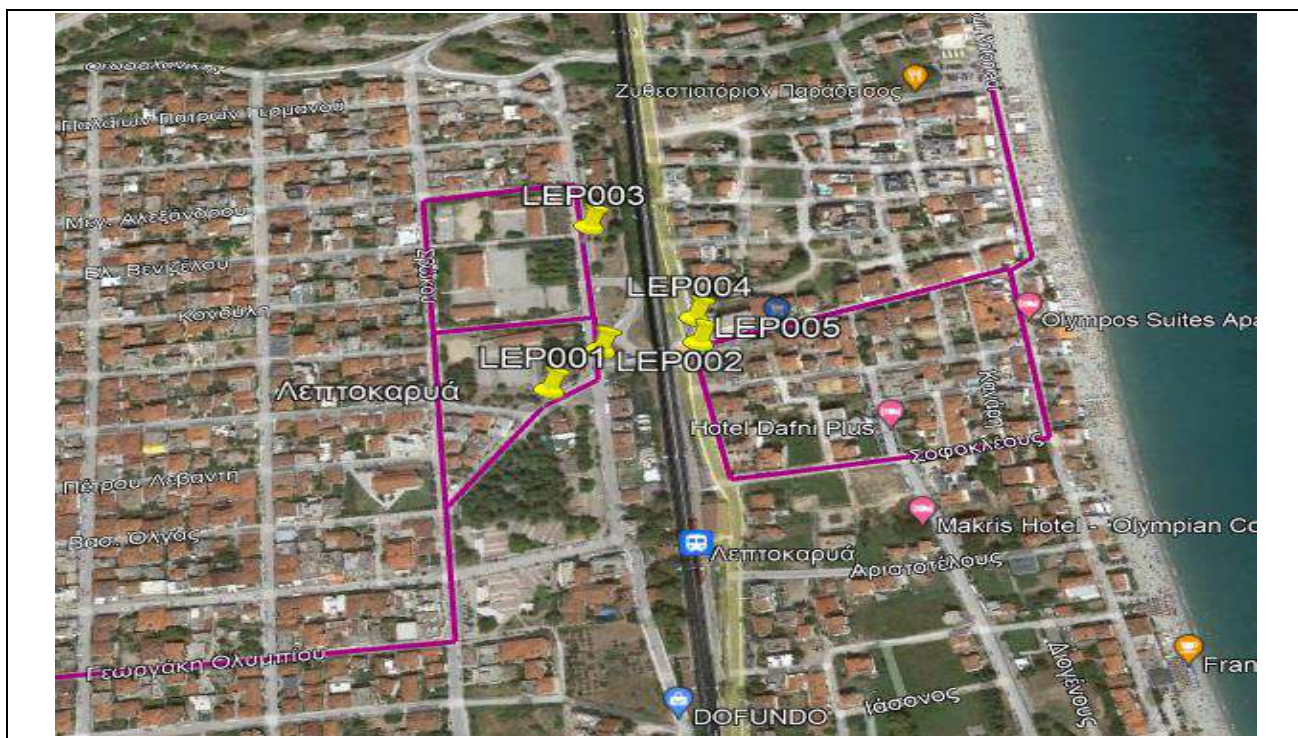 Ζυθεστιατόριον Παράδεισος
Παλαιών Πατρών Γερμανού
LEP003
Μεγ. Αλεξάνδρου
Ελ. Βενιζέλου
Κονδύλη
LEP004
LEP005
Olympos Suites Apa
LEP001
LEP002
Λεπτοκαρυά
Κανάρη
Hotel Dafni Plus
Σοφοκλέους
Πέτρου Λεβαντή
Makris Hotel - 'Olympian Co
Βασ. Όλγας
Λεπτοκαρυά
Αριστοτέλους
Γεωργάκη Ολυμπίου
Διογένους
Fran
Ιάσονος
DOFUNDO